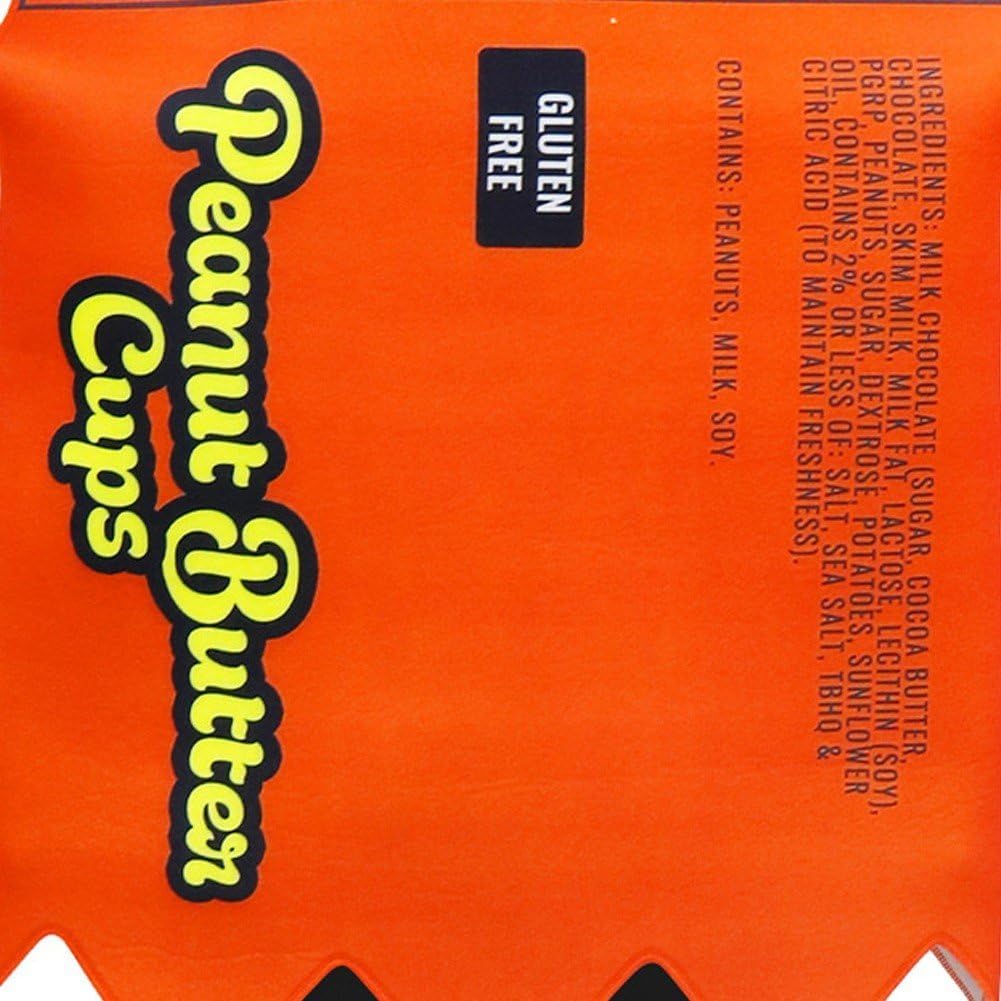 INGREDIENTS: MILK CHOCOLATE (SUGAR, COCOA BUTTER,
CHOCOLATE, SKIM MILK, MILK FAT, LACTOSE, LECITHIN (SOY),
PGRP, PEANUTS, SUGAR, DEXTROSE, POTATOES, SUNFLOWER
OIL, CONTAINS 2% OR LESS OF: SALT, SEA SALT, TBHQ &
CITRIC ACID (TO MAINTAIN FRESHNESS).
CONTAINS: PEANUTS, MILK, SOY.
GLUTEN
FREE
Peanut Butter
Cups